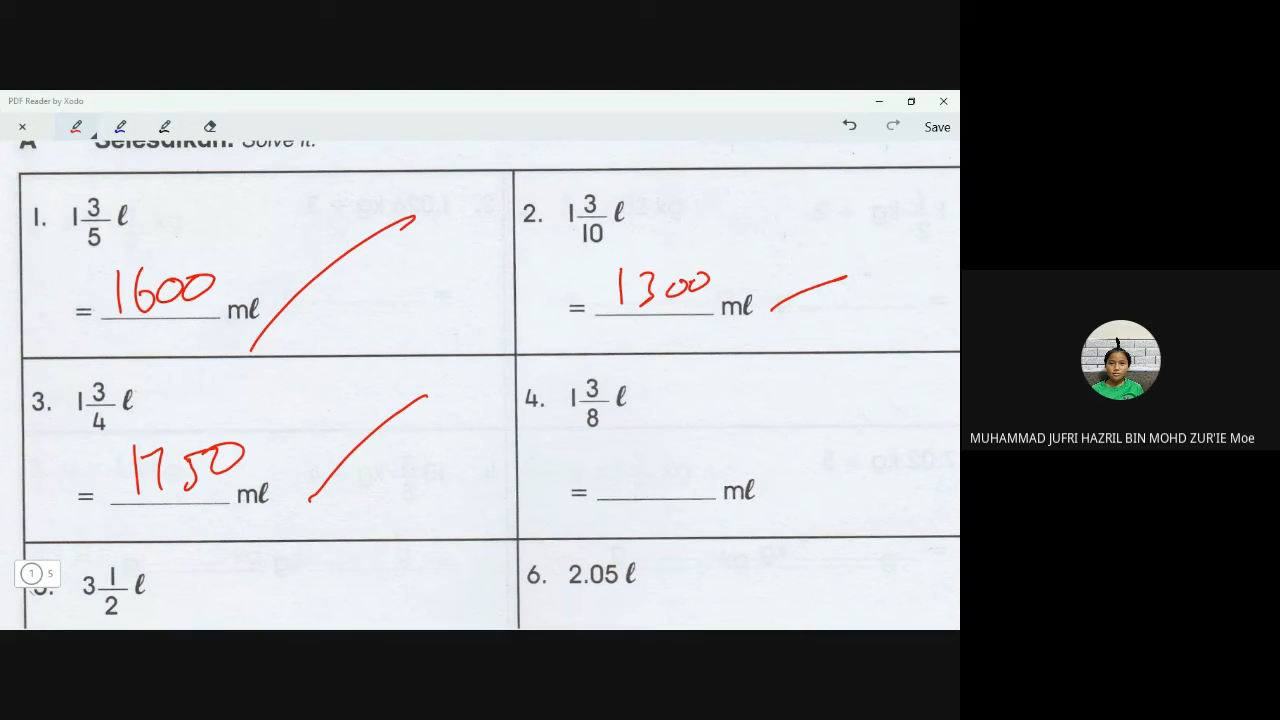 PDF Reader by Xodo
Save
A Selesaikan. Solve it.
1. 1 3/5 ℓ
= 1600 mℓ
2. 1 3/10 ℓ
= 1300 mℓ
3. 1 3/4 ℓ
= 1750 mℓ
4. 1 3/8 ℓ
= ________ mℓ
1 5
5. 3 1/2 ℓ
6. 2.05 ℓ
MUHAMMAD JUFRI HAZRIL BIN MOHD ZUR'IE Moe